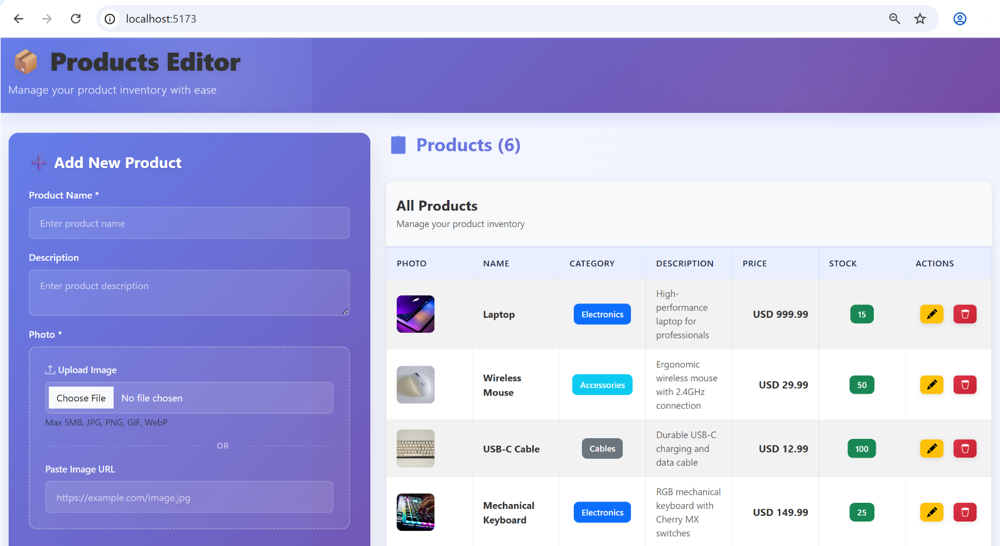 localhost:5173
Products Editor
Manage your product inventory with ease
Add New Product
Product Name *
Enter product name
Description
Enter product description
Photo *
Upload Image
Choose File No file chosen
Max 5MB. JPG, PNG, GIF, WebP
OR
Paste Image URL
https://example.com/image.jpg
Products (6)
All Products
Manage your product inventory
PHOTO NAME CATEGORY DESCRIPTION PRICE STOCK ACTIONS
Laptop
Electronics
High-
performance
laptop for
professionals
USD 999.99
15
Wireless
Mouse
Accessories
Ergonomic
wireless mouse
with 2.4GHz
connection
USD 29.99
50
USB-C Cable
Cables
Durable USB-C
charging and
data cable
USD 12.99
100
Mechanical
Keyboard
Electronics
RGB mechanical
keyboard with
Cherry MX
switches
USD 149.99
25